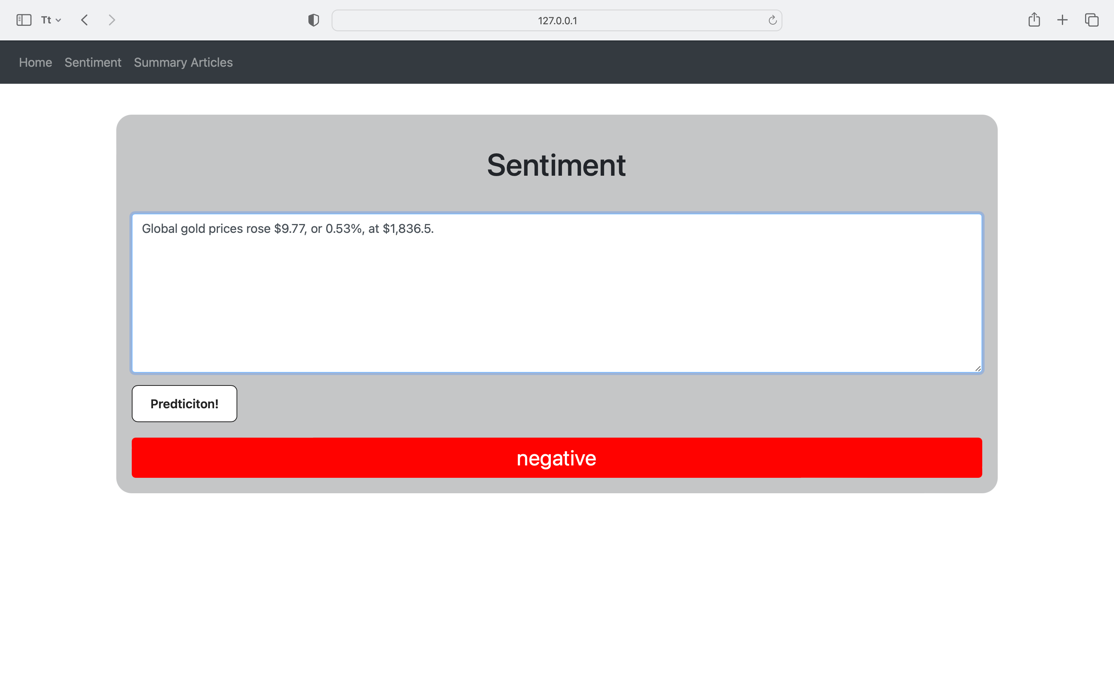 Tt
127.0.0.1
Home Sentiment Summary Articles
Sentiment
Global gold prices rose $9.77, or 0.53%, at $1,836.5.
Predticiton!
negative